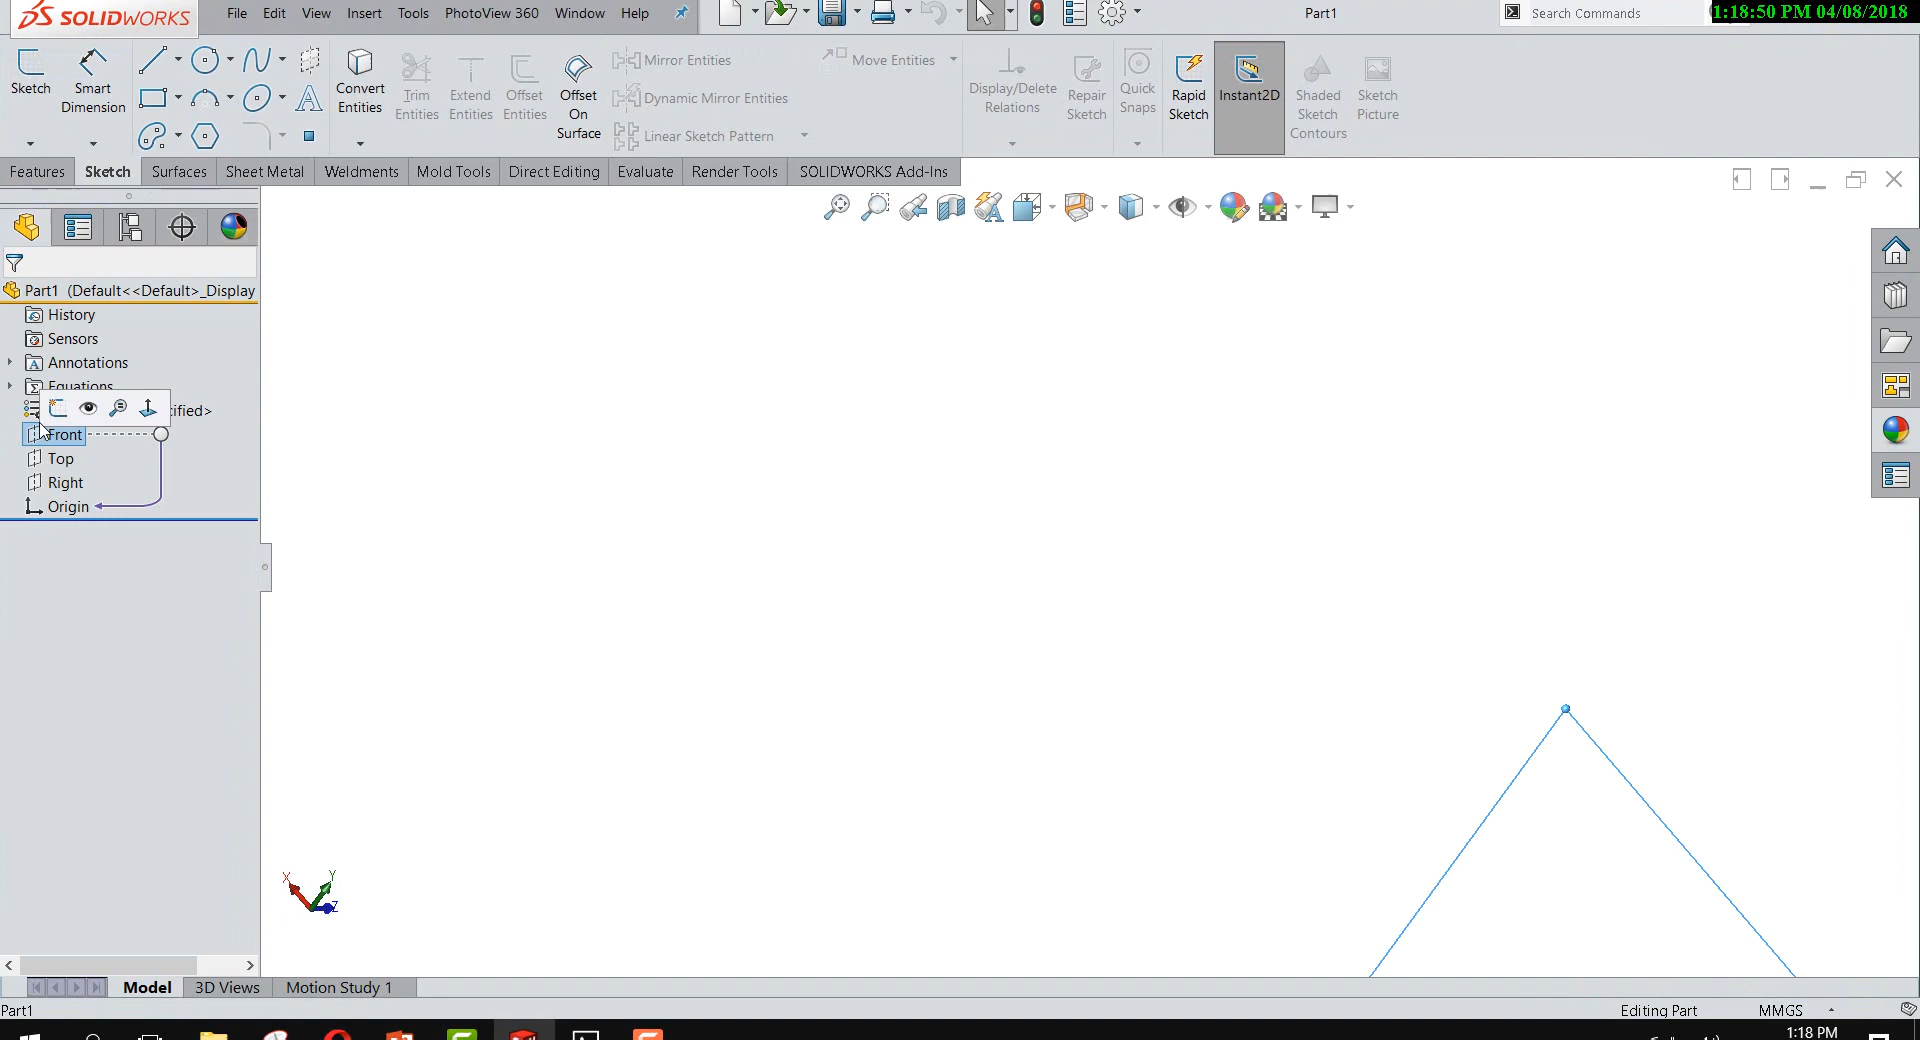 SOLIDWORKS File Edit View Insert Tools PhotoView 360 Window Help Part1 Search Commands 1:18:50 PM 04/08/2018
Sketch Smart Dimension Convert Entities Trim Entities Extend Entities Offset Entities Offset On Surface Mirror Entities Dynamic Mirror Entities Linear Sketch Pattern Move Entities Display/Delete Relations Repair Sketch Quick Snaps Rapid Sketch Instant2D Shaded Sketch Contours Sketch Picture
Features Sketch Surfaces Sheet Metal Weldments Mold Tools Direct Editing Evaluate Render Tools SOLIDWORKS Add-Ins
Part1 (Default<<Default>_Display
History
Sensors
Annotations
Equations
cified>
Front
Top
Right
Origin
X Y Z
Model 3D Views Motion Study 1
Part1 Editing Part MMGS
1:18 PM